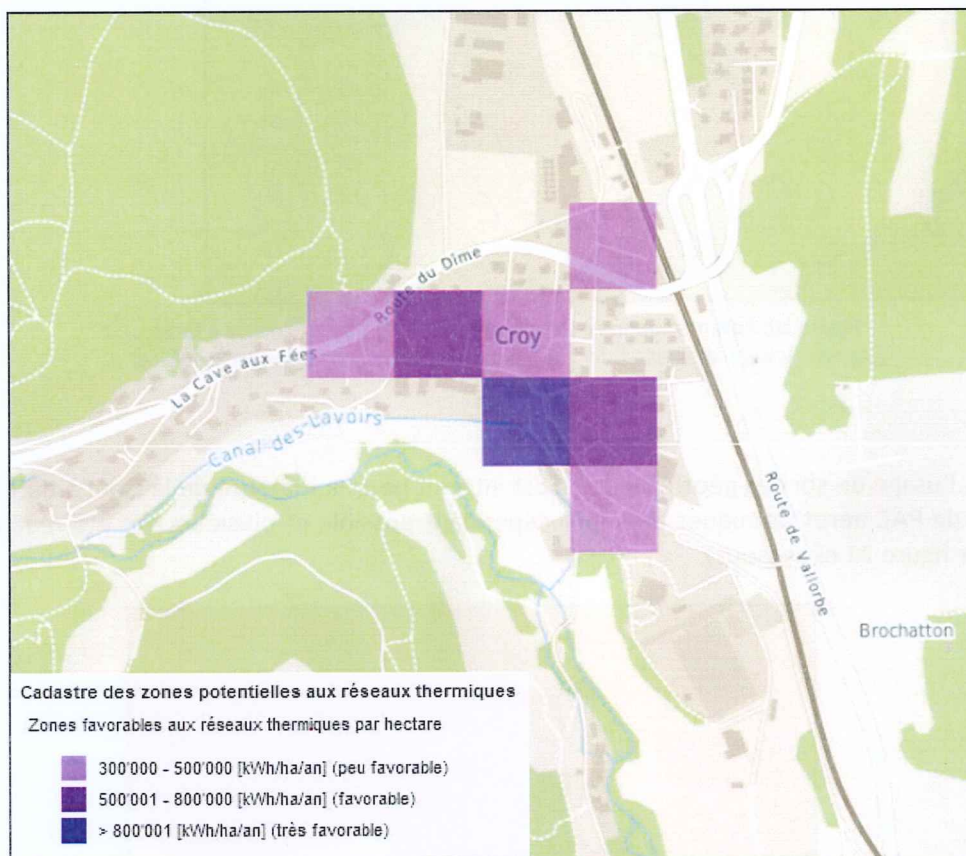 Route du Dîme
Croy
La Cave aux Fées
Canal des Lavoirs
Route de Vallorbe
Brochatton
Cadastre des zones potentielles aux réseaux thermiques
Zones favorables aux réseaux thermiques par hectare
300'000 - 500'000 [kWh/ha/an] (peu favorable)
500'001 - 800'000 [kWh/ha/an] (favorable)
> 800'001 [kWh/ha/an] (très favorable)